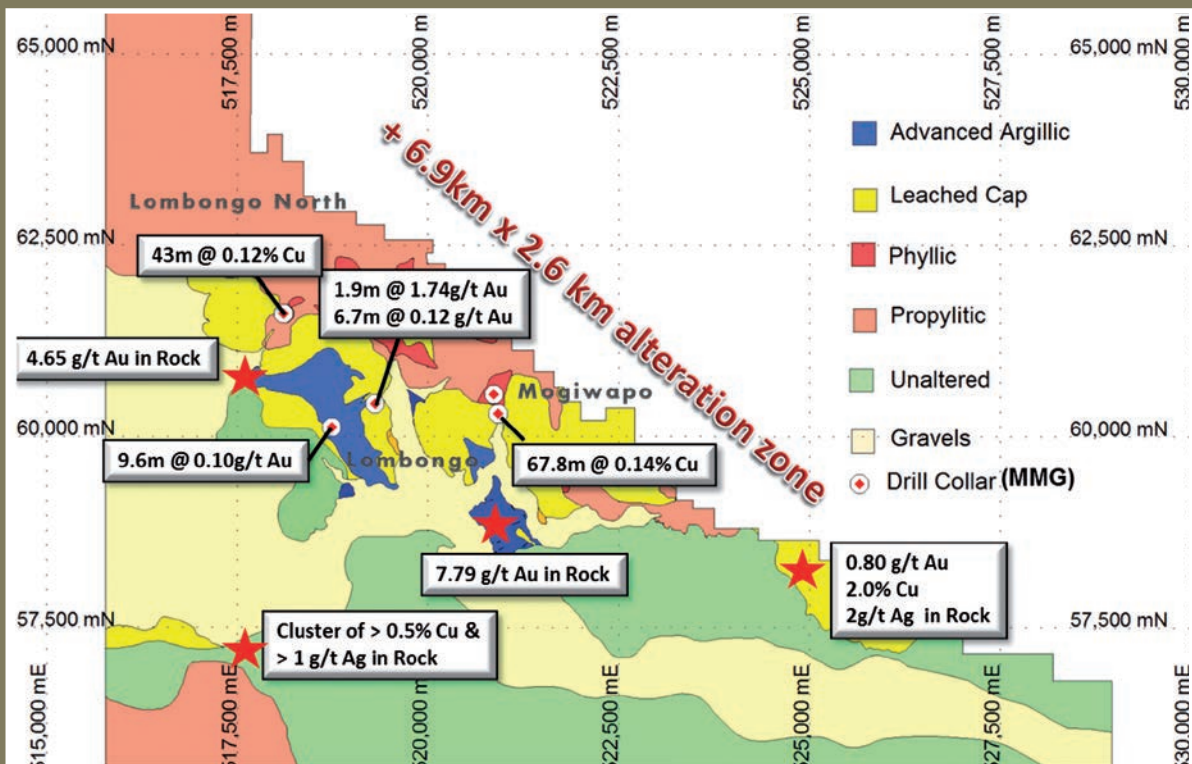 65,000 mN
517,500 m
520,000 m
522,500 m
525,000 m
527,500 m
530,000 m
65,000 mN
Advanced Argillic
Leached Cap
Phyllic
Propylitic
Unaltered
Gravels
Drill Collar (MMG)
+ 6.9km x 2.6 km alteration zone
Lombongo North
62,500 mN
62,500 mN
43m @ 0.12% Cu
1.9m @ 1.74g/t Au
6.7m @ 0.12 g/t Au
4.65 g/t Au in Rock
Mogiwapo
60,000 mN
60,000 mN
9.6m @ 0.10g/t Au
Lombongo
67.8m @ 0.14% Cu
7.79 g/t Au in Rock
0.80 g/t Au
2.0% Cu
2g/t Ag in Rock
57,500 mN
57,500 mN
Cluster of > 0.5% Cu &
> 1 g/t Ag in Rock
515,000 mE
517,500 mE
520,000 mE
522,500 mE
525,000 mE
527,500 mE
530,000 mE